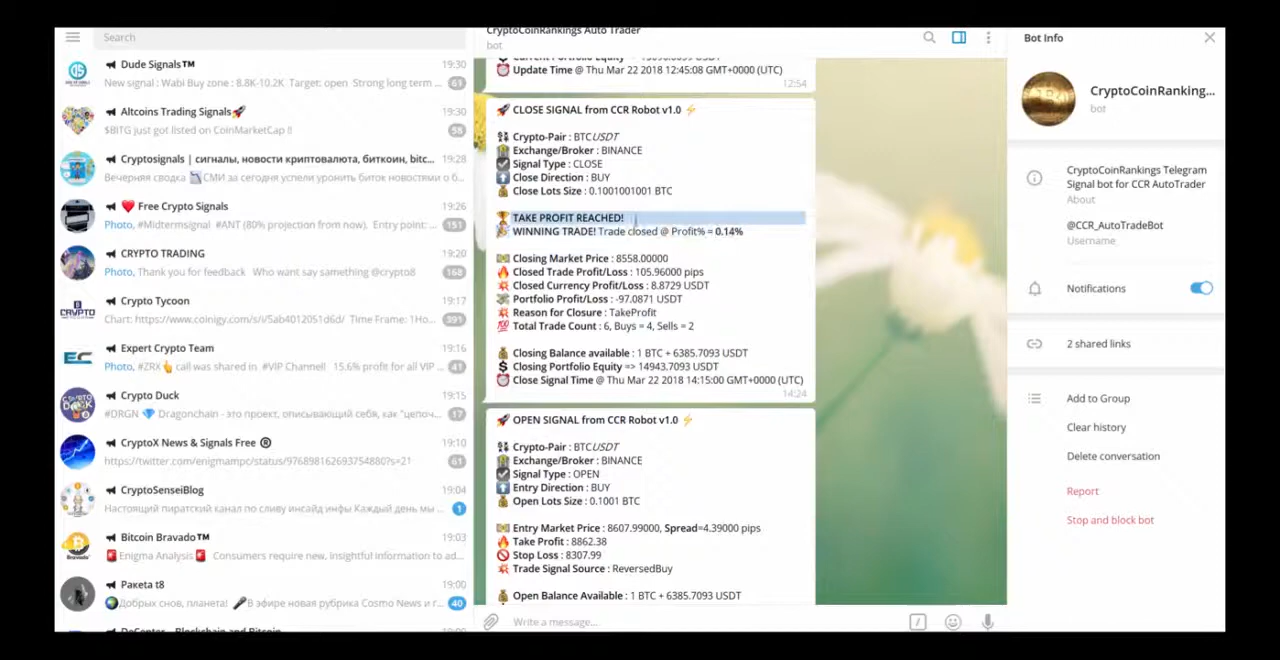 Search
Dude Signals™ 19:30
New signal : Wabi Buy zone : 8.8K-10.2K Target: open Strong long term ... 61
Altcoins Trading Signals🚀 19:30
$BITG just got listed on CoinMarketCap !! 58
Cryptosignals | сигналы, новости криптовалюта, биткоин, bitc... 19:28
Вечерняя сводка СМИ за сегодня успели уронить биток новостями о б...
❤️ Free Crypto Signals 19:26
Photo, #Midtermsignal #ANT (80% projection from now). Entry point: ... 151
CRYPTO TRADING 19:20
Photo, Thank you for feedback Who want say something @crypto8 168
Crypto Tycoon 19:17
Chart: https://www.coinigy.com/s/i/5ab4012051d6d/ Time Frame: 1Ho... 391
Expert Crypto Team 19:16
Photo, #ZRX👆 call was shared in #VIP Channel! 15.6% profit for all VIP ... 41
Crypto Duck 19:15
#DRGN 💎 Dragonchain - это проект, описывающий себя, как "цепоч... 17
CryptoX News & Signals Free ® 19:10
https://twitter.com/enigmampc/status/976898162693754880?s=21 61
CryptoSenseiBlog 19:04
Настоящий пиратский канал по сливу инсайд инфы Каждый день мы ... 1
Bitcoin Bravado™ 19:03
🚨Enigma Analysis🚨 Consumers require new, insightful information to ad...
Ракета t8 19:00
🌍Добрых снов, планета! 🎤В эфире новая рубрика Cosmo News и г... 40
DeCenter - Blockchain and Bitcoin 19:00
CRYPTO
EC
CryptoCoinRankings Auto Trader
bot
Current Portfolio Equity =>
⏰ Update Time @ Thu Mar 22 2018 12:45:08 GMT+0000 (UTC)
12:54
🚀 CLOSE SIGNAL from CCR Robot v1.0 ⚡
Crypto-Pair : BTCUSDT
Exchange/Broker : BINANCE
Signal Type : CLOSE
Close Direction : BUY
Close Lots Size : 0.1001001001 BTC
TAKE PROFIT REACHED!
WINNING TRADE! Trade closed @ Profit% = 0.14%
Closing Market Price : 8558.00000
Closed Trade Profit/Loss : 105.96000 pips
Closed Currency Profit/Loss : 8.8729 USDT
Portfolio Profit/Loss : -97.0871 USDT
Reason for Closure : TakeProfit
💯 Total Trade Count : 6, Buys = 4, Sells = 2
Closing Balance available : 1 BTC + 6385.7093 USDT
Closing Portfolio Equity => 14943.7093 USDT
Close Signal Time @ Thu Mar 22 2018 14:15:00 GMT+0000 (UTC)
14:24
🚀 OPEN SIGNAL from CCR Robot v1.0 ⚡
Crypto-Pair : BTCUSDT
Exchange/Broker : BINANCE
Signal Type : OPEN
Entry Direction : BUY
Open Lots Size : 0.1001 BTC
Entry Market Price : 8607.99000, Spread=4.39000 pips
Take Profit : 8862.38
Stop Loss : 8307.99
Trade Signal Source : ReversedBuy
Open Balance Available : 1 BTC + 6385.7093 USDT
Write a message...
Bot Info
CryptoCoinRanking...
bot
CryptoCoinRankings Telegram
Signal bot for CCR AutoTrader
About
@CCR_AutoTradeBot
Username
Notifications
2 shared links
Add to Group
Clear history
Delete conversation
Report
Stop and block bot